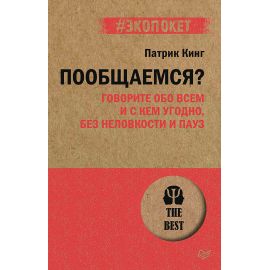 #ЭКОПОКЕТ
Патрик Кинг
ПООБЩАЕМСЯ?
ГОВОРИТЕ ОБО ВСЕМ
И С КЕМ УГОДНО,
БЕЗ НЕЛОВКОСТИ И ПАУЗ
THE
BEST